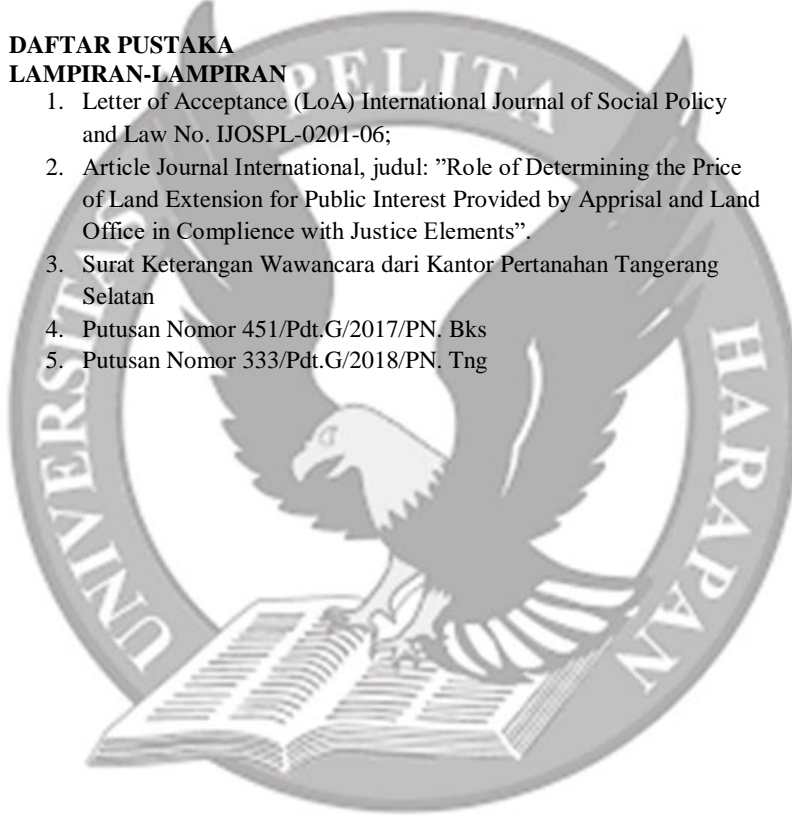 DAFTAR PUSTAKA
LAMPIRAN-LAMPIRAN
1. Letter of Acceptance (LoA) International Journal of Social Policy
and Law No. IJOSPL-0201-06;
2. Article Journal International, judul: ”Role of Determining the Price
of Land Extension for Public Interest Provided by Apprisal and Land
Office in Complience with Justice Elements”.
3. Surat Keterangan Wawancara dari Kantor Pertanahan Tangerang
Selatan
4. Putusan Nomor 451/Pdt.G/2017/PN. Bks
5. Putusan Nomor 333/Pdt.G/2018/PN. Tng
UNIVERSITAS
PELITA
HARAPAN